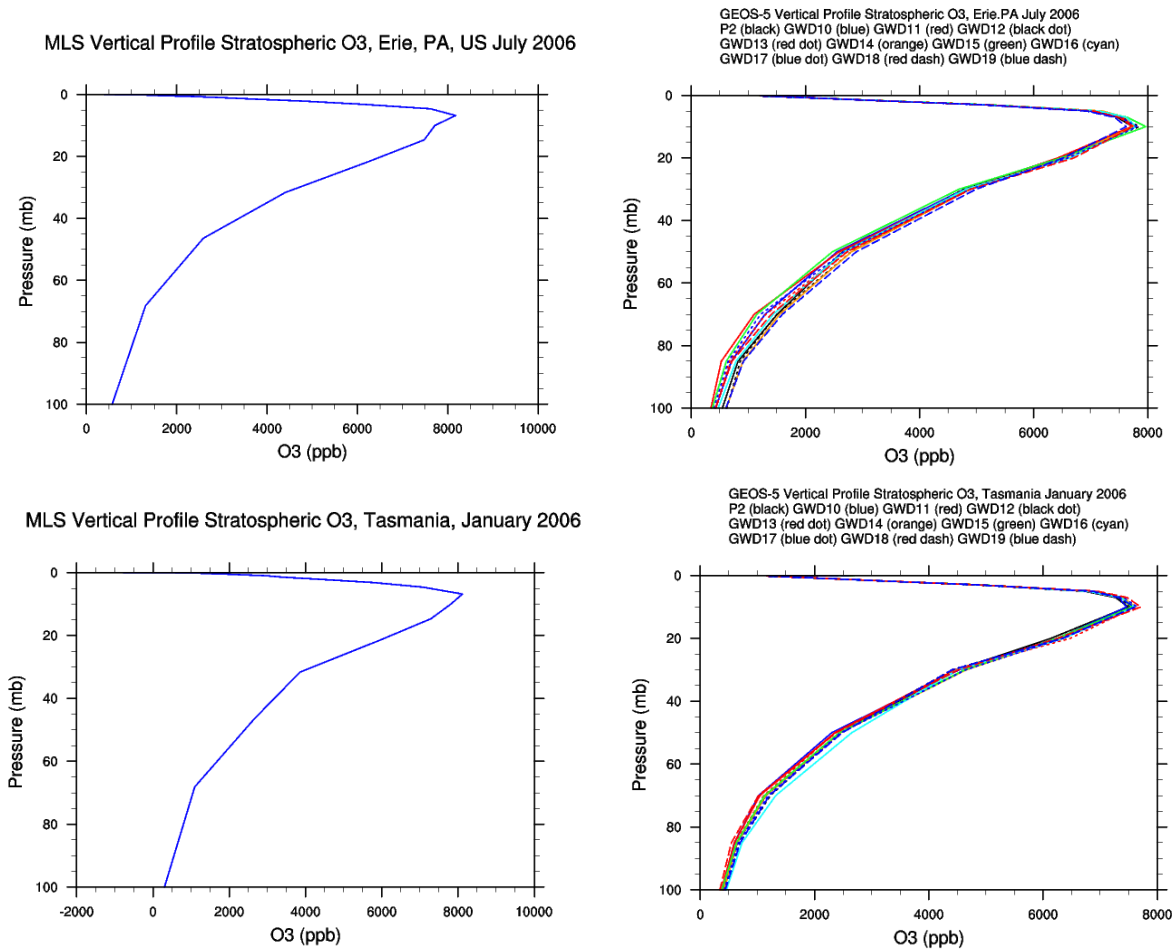 MLS Vertical Profile Stratospheric O3, Erie, PA, US July 2006
Pressure (mb)
0
20
40
60
80
100
0 2000 4000 6000 8000 10000
O3 (ppb)
GEOS-5 Vertical Profile Stratospheric O3, Erie.PA July 2006
P2 (black) GWD10 (blue) GWD11 (red) GWD12 (black dot)
GWD13 (red dot) GWD14 (orange) GWD15 (green) GWD16 (cyan)
GWD17 (blue dot) GWD18 (red dash) GWD19 (blue dash)
Pressure (mb)
0
20
40
60
80
100
0 2000 4000 6000 8000
O3 (ppb)
MLS Vertical Profile Stratospheric O3, Tasmania, January 2006
Pressure (mb)
0
20
40
60
80
100
-2000 0 2000 4000 6000 8000 10000
O3 (ppb)
GEOS-5 Vertical Profile Stratospheric O3, Tasmania January 2006
P2 (black) GWD10 (blue) GWD11 (red) GWD12 (black dot)
GWD13 (red dot) GWD14 (orange) GWD15 (green) GWD16 (cyan)
GWD17 (blue dot) GWD18 (red dash) GWD19 (blue dash)
Pressure (mb)
0
20
40
60
80
100
0 2000 4000 6000 8000
O3 (ppb)